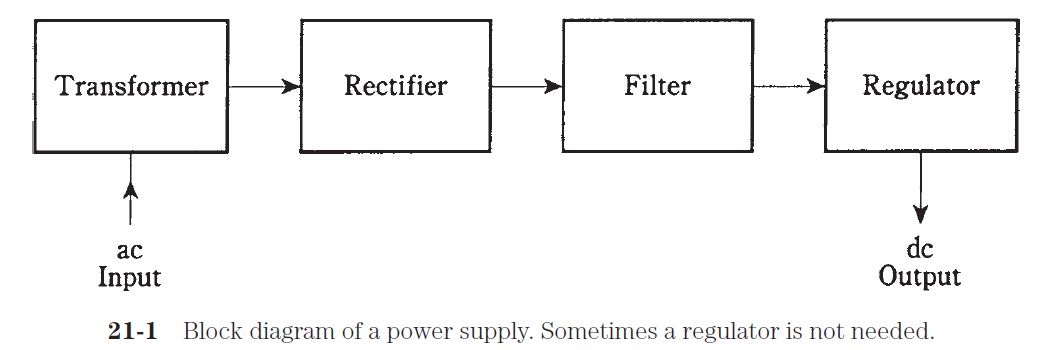 Transformer
Rectifier
Filter
Regulator
ac
Input
dc
Output
21-1 Block diagram of a power supply. Sometimes a regulator is not needed.